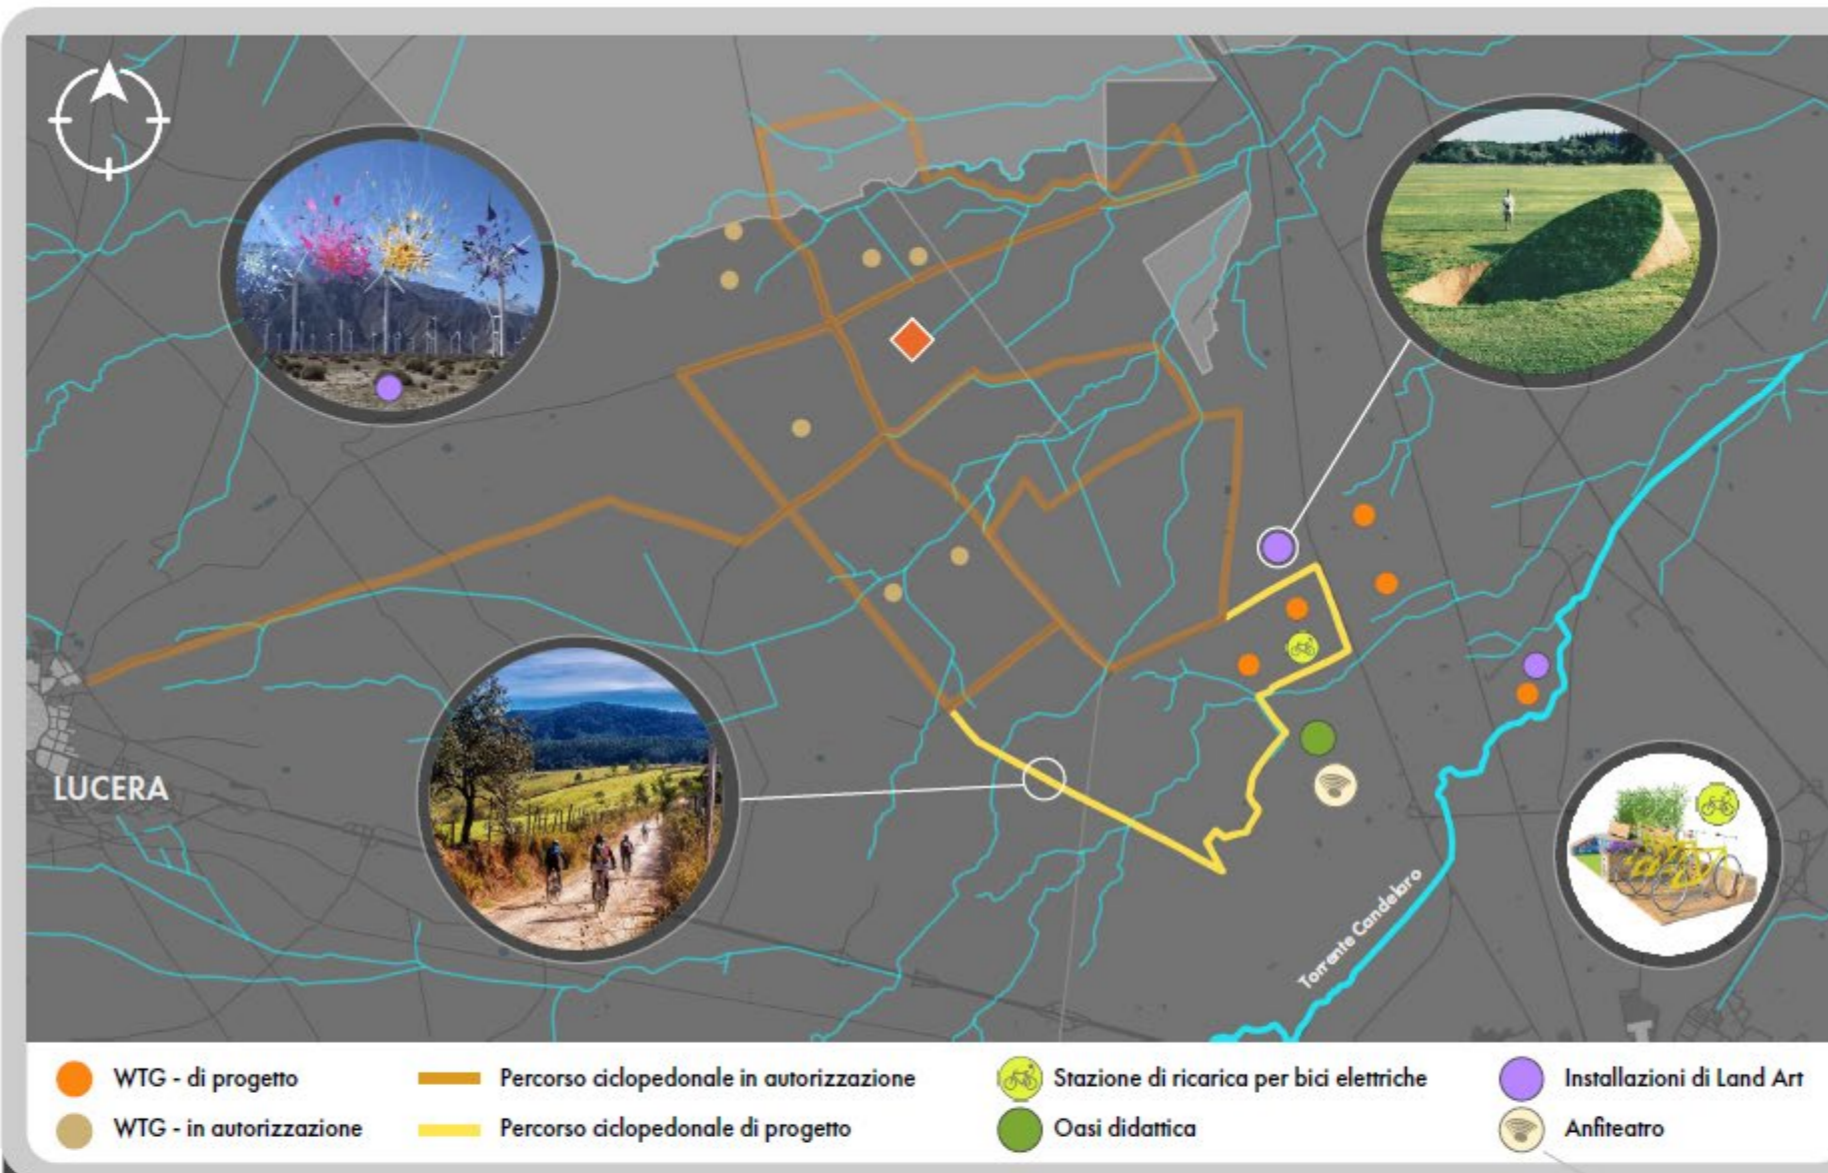 LUCERA
Torrente Candelaro
WTG - di progetto
WTG - in autorizzazione
Percorso ciclopedonale in autorizzazione
Percorso ciclopedonale di progetto
Stazione di ricarica per bici elettriche
Oasi didattica
Installazioni di Land Art
Anfiteatro